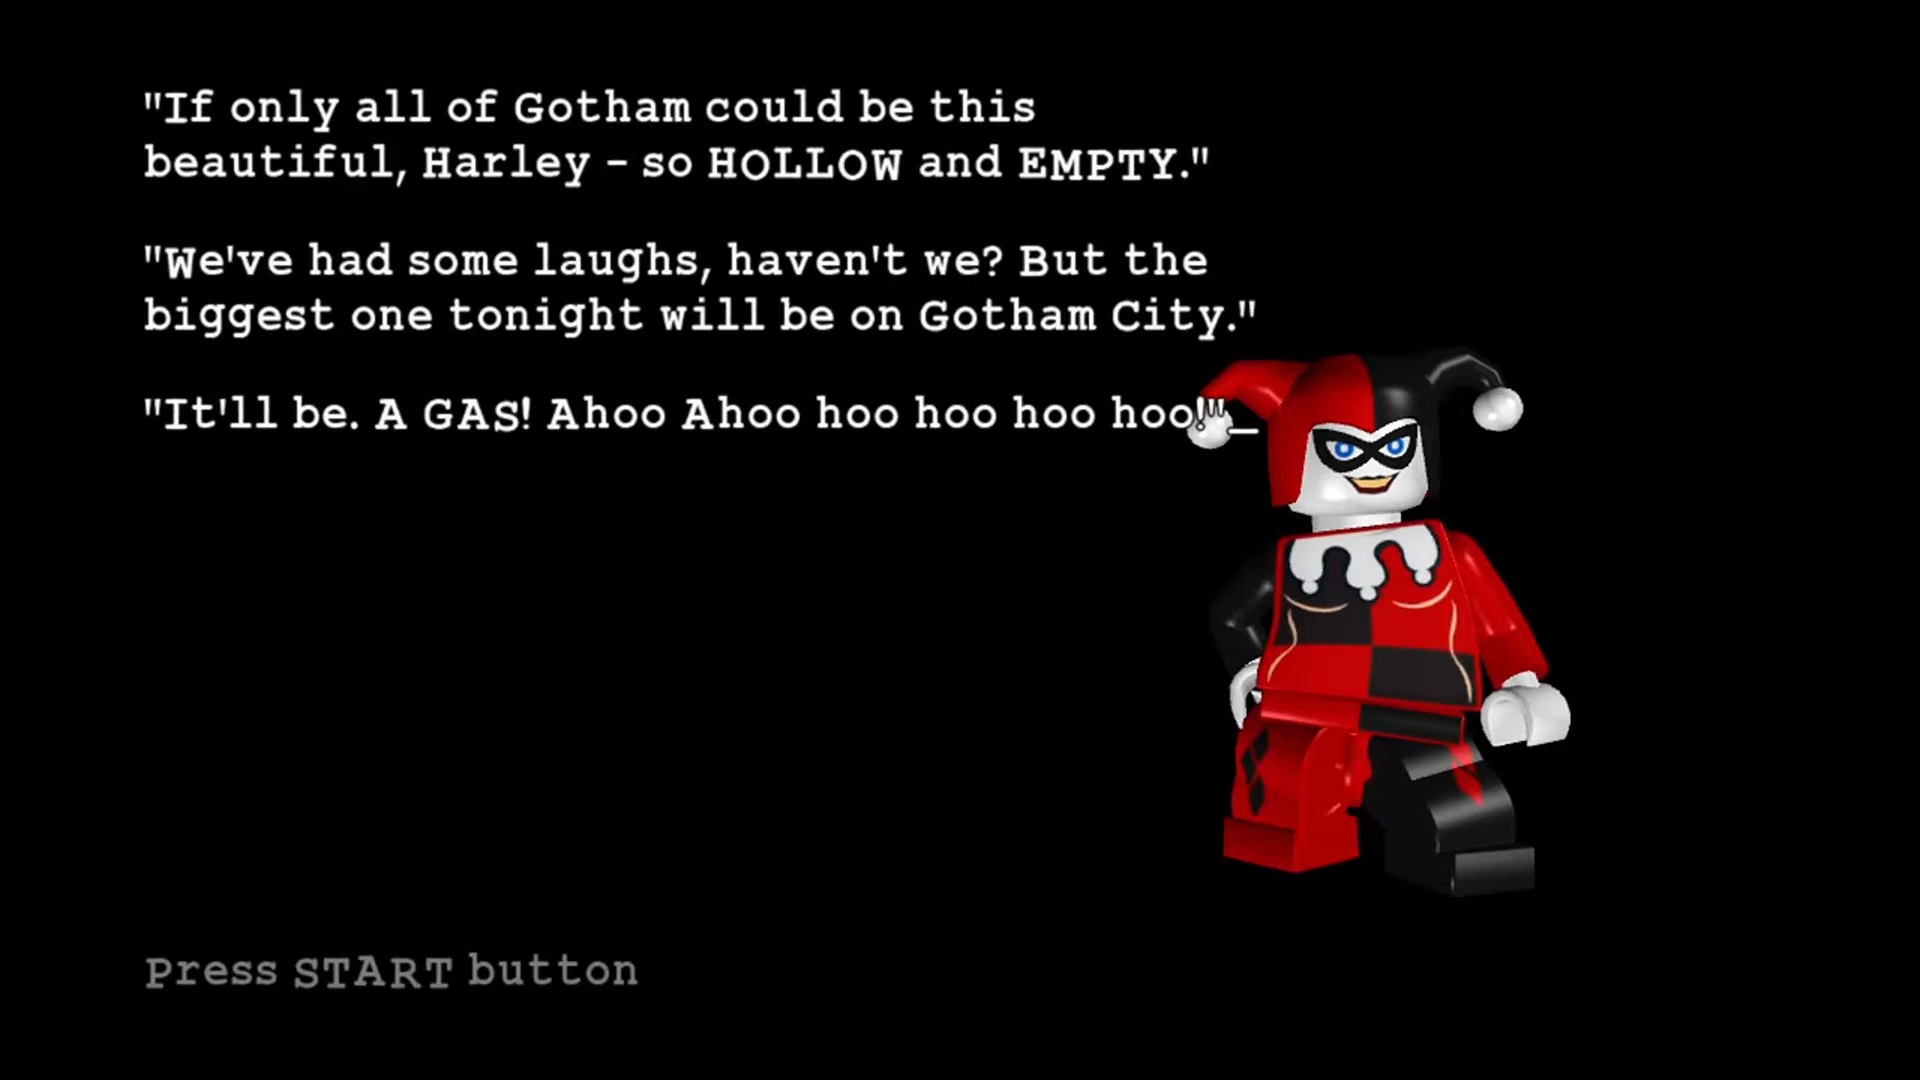 "If only all of Gotham could be this
beautiful, Harley - so HOLLOW and EMPTY."
"We've had some laughs, haven't we? But the
biggest one tonight will be on Gotham City."
"It'll be. A GAS! Ahoo Ahoo hoo hoo hoo hoo!"_
Press START button